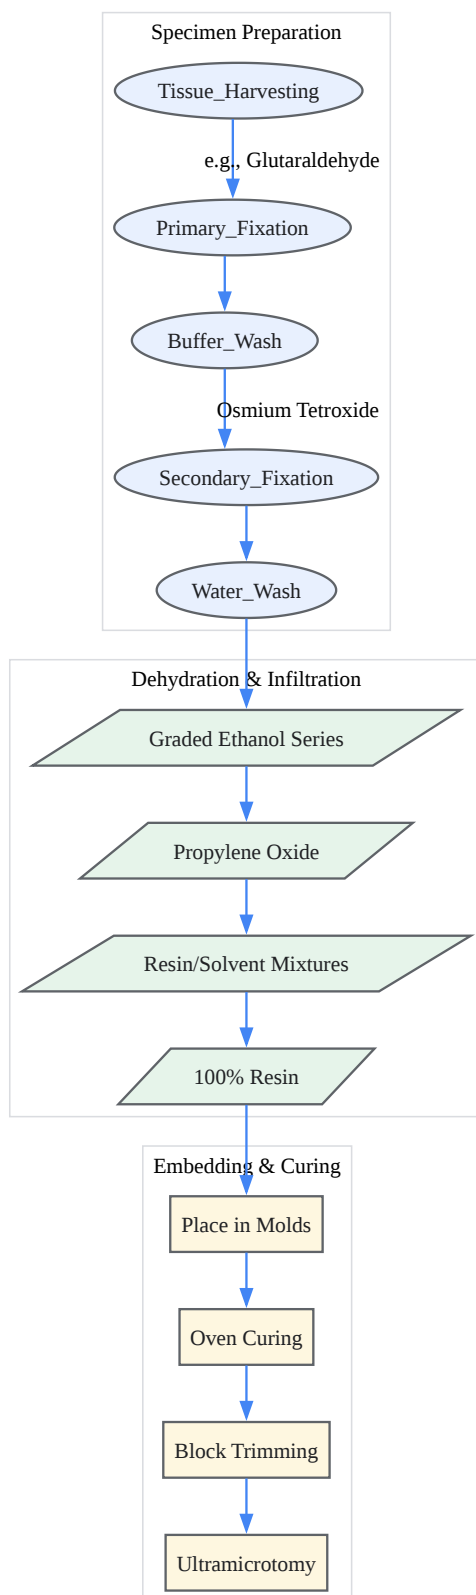 Specimen Preparation
Tissue_Harvesting
e.g., Glutaraldehyde
Primary_Fixation
Buffer_Wash
Osmium Tetroxide
Secondary_Fixation
Water_Wash
Dehydration & Infiltration
Graded Ethanol Series
Propylene Oxide
Resin/Solvent Mixtures
100% Resin
Embedding & Curing
Place in Molds
Oven Curing
Block Trimming
Ultramicrotomy